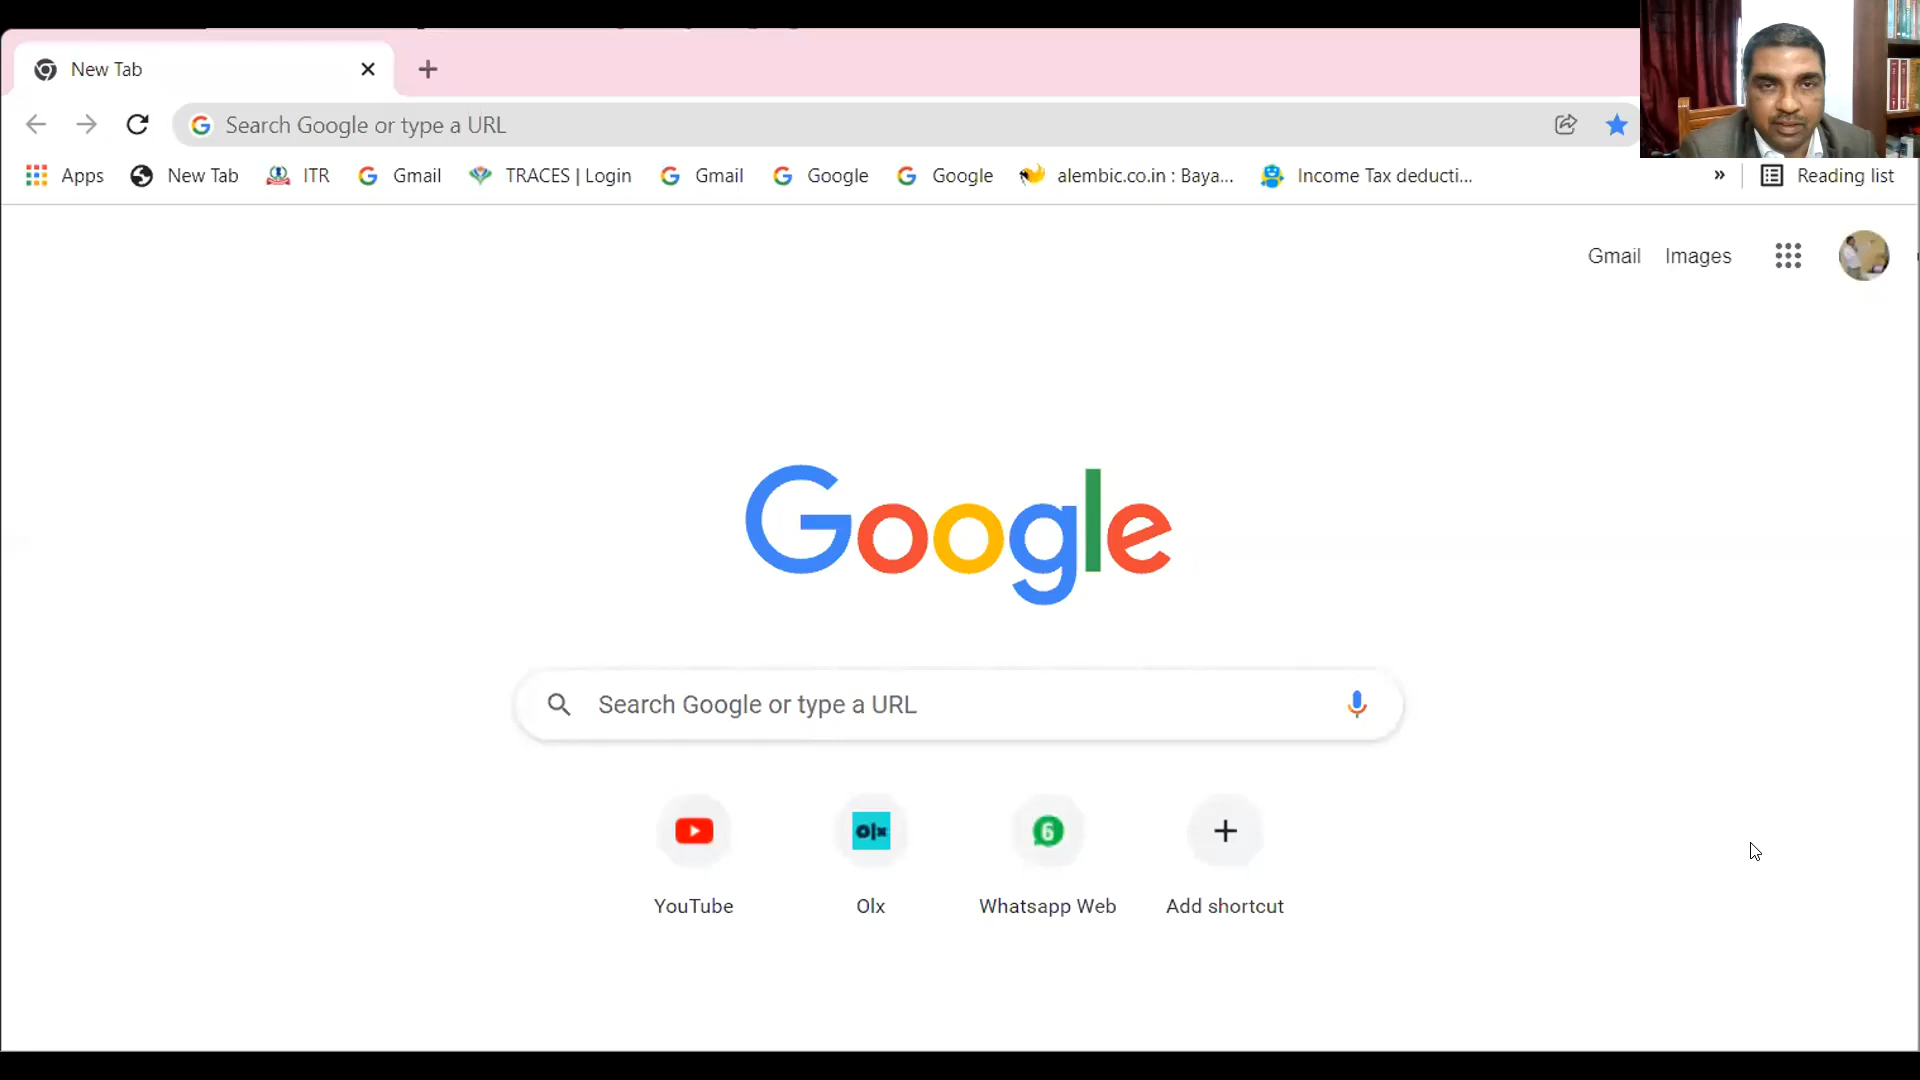 New Tab
Search Google or type a URL
Apps New Tab ITR Gmail TRACES | Login Gmail Google Google alembic.co.in : Baya... Income Tax deducti... » Reading list
Gmail Images
Google
Search Google or type a URL
olx 6
YouTube Olx Whatsapp Web Add shortcut